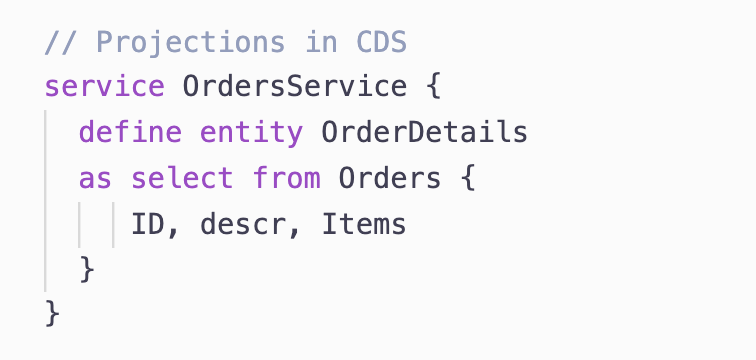 // Projections in CDS
service OrdersService {
  define entity OrderDetails
  as select from Orders {
     ID, descr, Items
  }
}